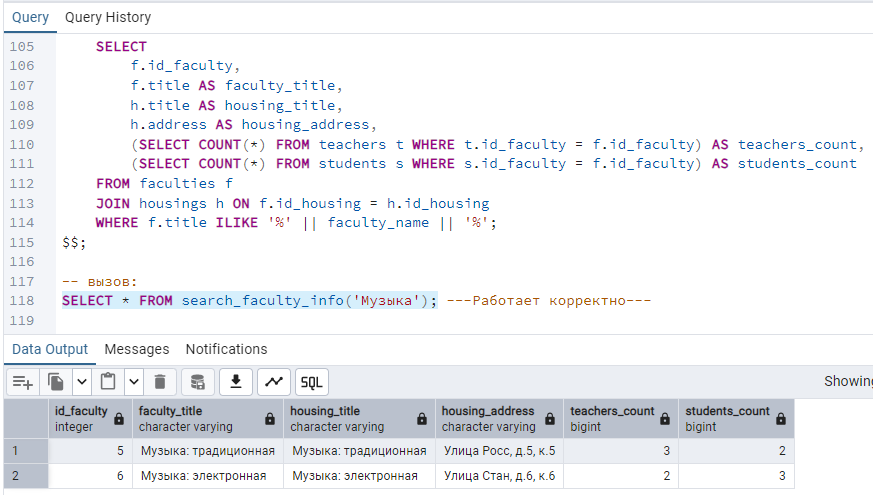 Query Query History
105 SELECT
106 f.id_faculty,
107 f.title AS faculty_title,
108 h.title AS housing_title,
109 h.address AS housing_address,
110 (SELECT COUNT(*) FROM teachers t WHERE t.id_faculty = f.id_faculty) AS teachers_count,
111 (SELECT COUNT(*) FROM students s WHERE s.id_faculty = f.id_faculty) AS students_count
112 FROM faculties f
113 JOIN housings h ON f.id_housing = h.id_housing
114 WHERE f.title ILIKE '%' || faculty_name || '%';
115 $$;
116
117 -- вызов:
118 SELECT * FROM search_faculty_info('Музыка'); ---Работает корректно---
119
Data Output Messages Notifications
SQL Showing
id_faculty faculty_title housing_title housing_address teachers_count students_count
integer character varying character varying character varying bigint bigint
1 5 Музыка: традиционная Музыка: традиционная Улица Росс, д.5, к.5 3 2
2 6 Музыка: электронная Музыка: электронная Улица Стан, д.6, к.6 2 3